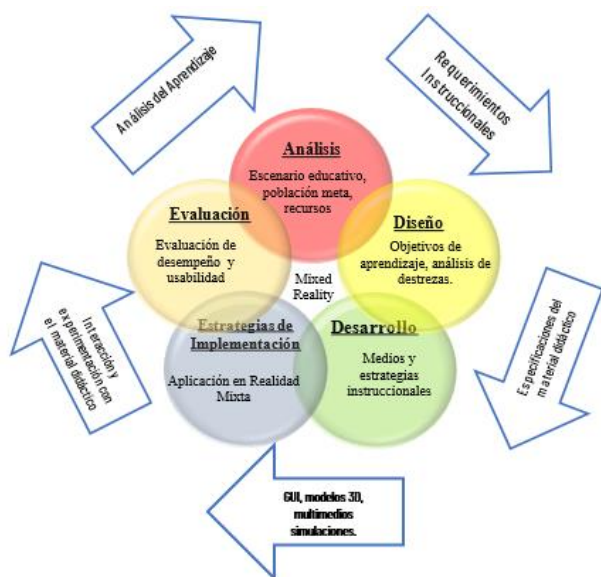 Análisis del Aprendizaje
Requerimientos
Instruccionales
Análisis
Escenario educativo,
población meta,
recursos
Evaluación
Evaluación de
desempeño y
usabilidad
Diseño
Objetivos de
aprendizaje, análisis de
destrezas.
Mixed
Reality
Estrategias de
Implementación
Aplicación en Realidad
Mixta
Desarrollo
Medios y
estrategias
instruccionales
Especificaciones del
material didáctico
Interacción y
experimentación con
el material didáctico
GUI, modelos 3D,
multimedios
simulaciones.